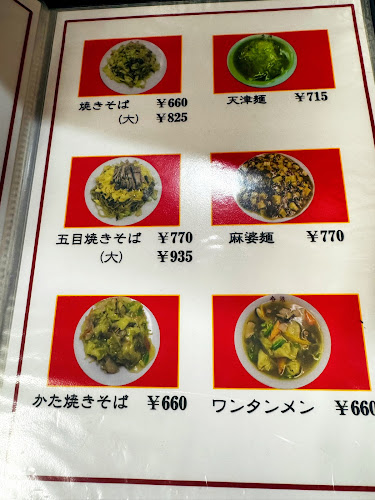 焼きそば ￥660
(大) ￥825
天津麺 ￥715
五目焼きそば ￥770
(大) ￥935
麻婆麺 ￥770
かた焼きそば ￥660
ワンタンメン ￥660